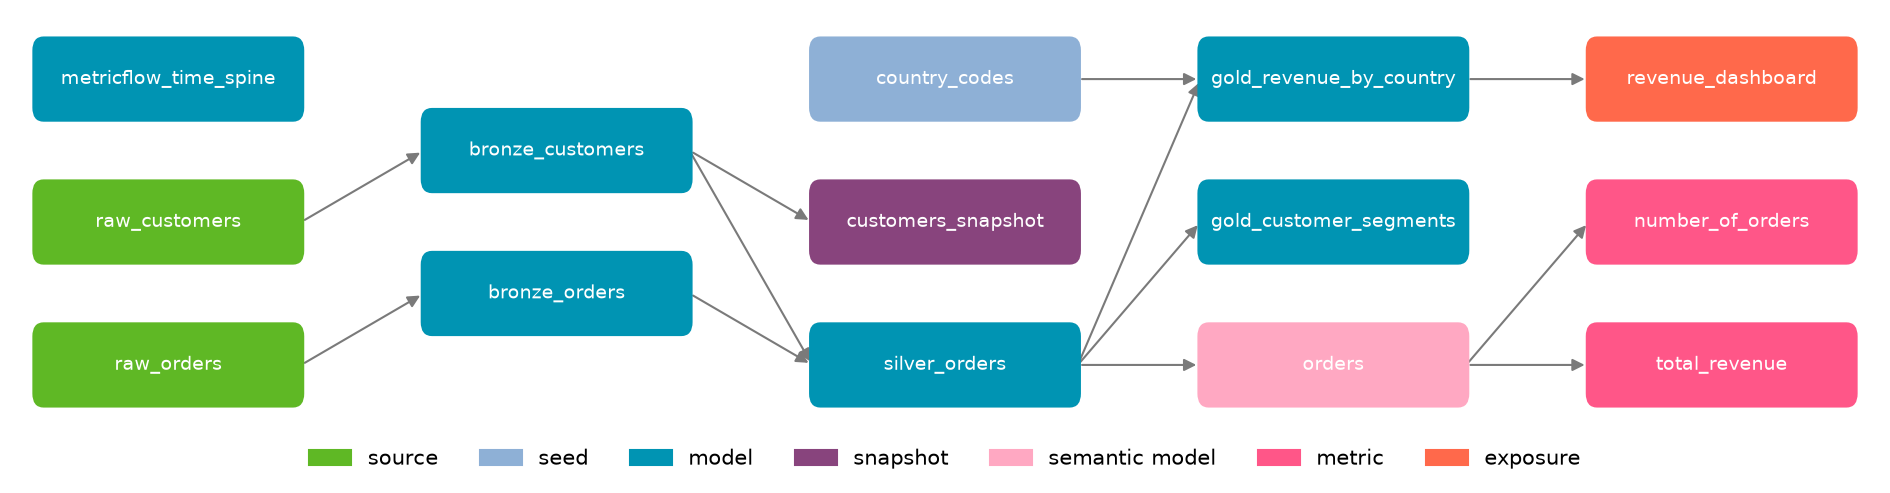 metricflow_time_spine
country_codes
gold_revenue_by_country
revenue_dashboard
bronze_customers
raw_customers
customers_snapshot
gold_customer_segments
number_of_orders
bronze_orders
raw_orders
silver_orders
orders
total_revenue
source
seed
model
snapshot
semantic model
metric
exposure